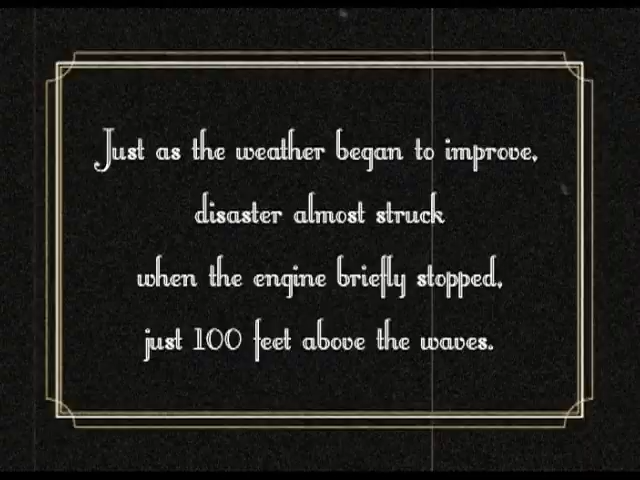 Just as the weather began to improve,
disaster almost struck
when the engine briefly stopped,
just 100 feet above the waves.